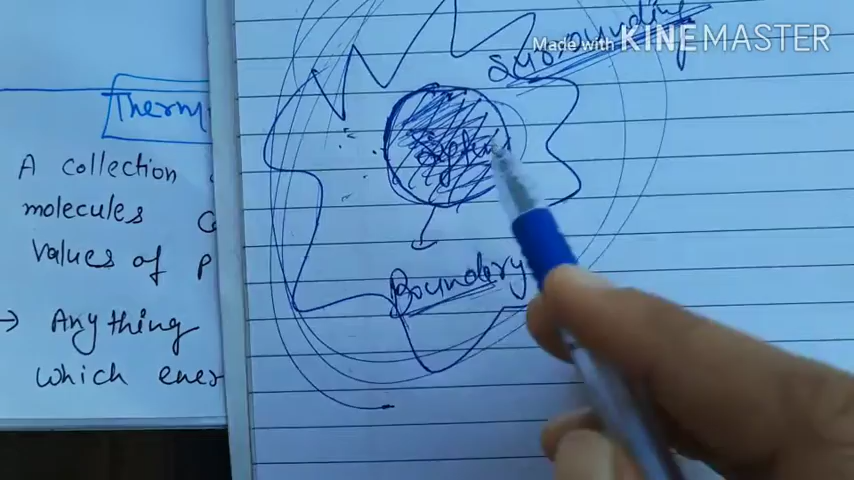 Made with KINEMASTER
Surrounding
System
Boundary
Therm
A collection
molecules
Values of P
→ Anything
which ener